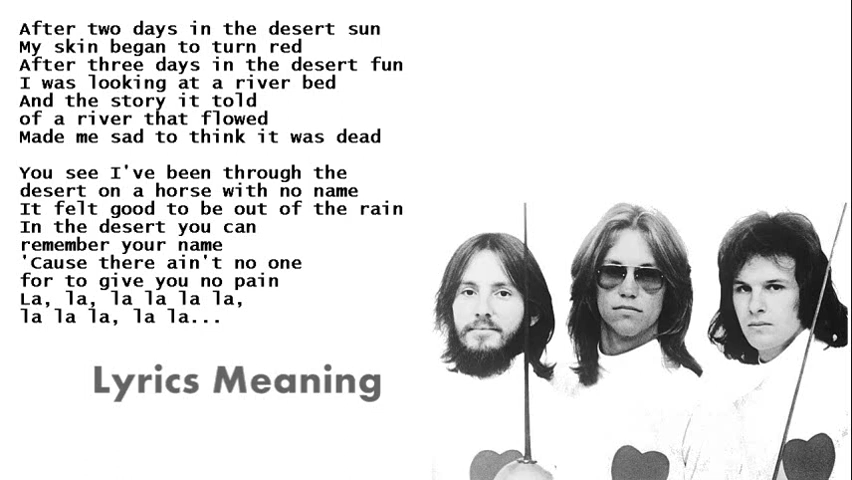 After two days in the desert sun
My skin began to turn red
After three days in the desert fun
I was looking at a river bed
And the story it told
of a river that flowed
Made me sad to think it was dead
You see I've been through the
desert on a horse with no name
It felt good to be out of the rain
In the desert you can
remember your name
'Cause there ain't no one
for to give you no pain
La, la, la la la la,
la la la, la la...
Lyrics Meaning